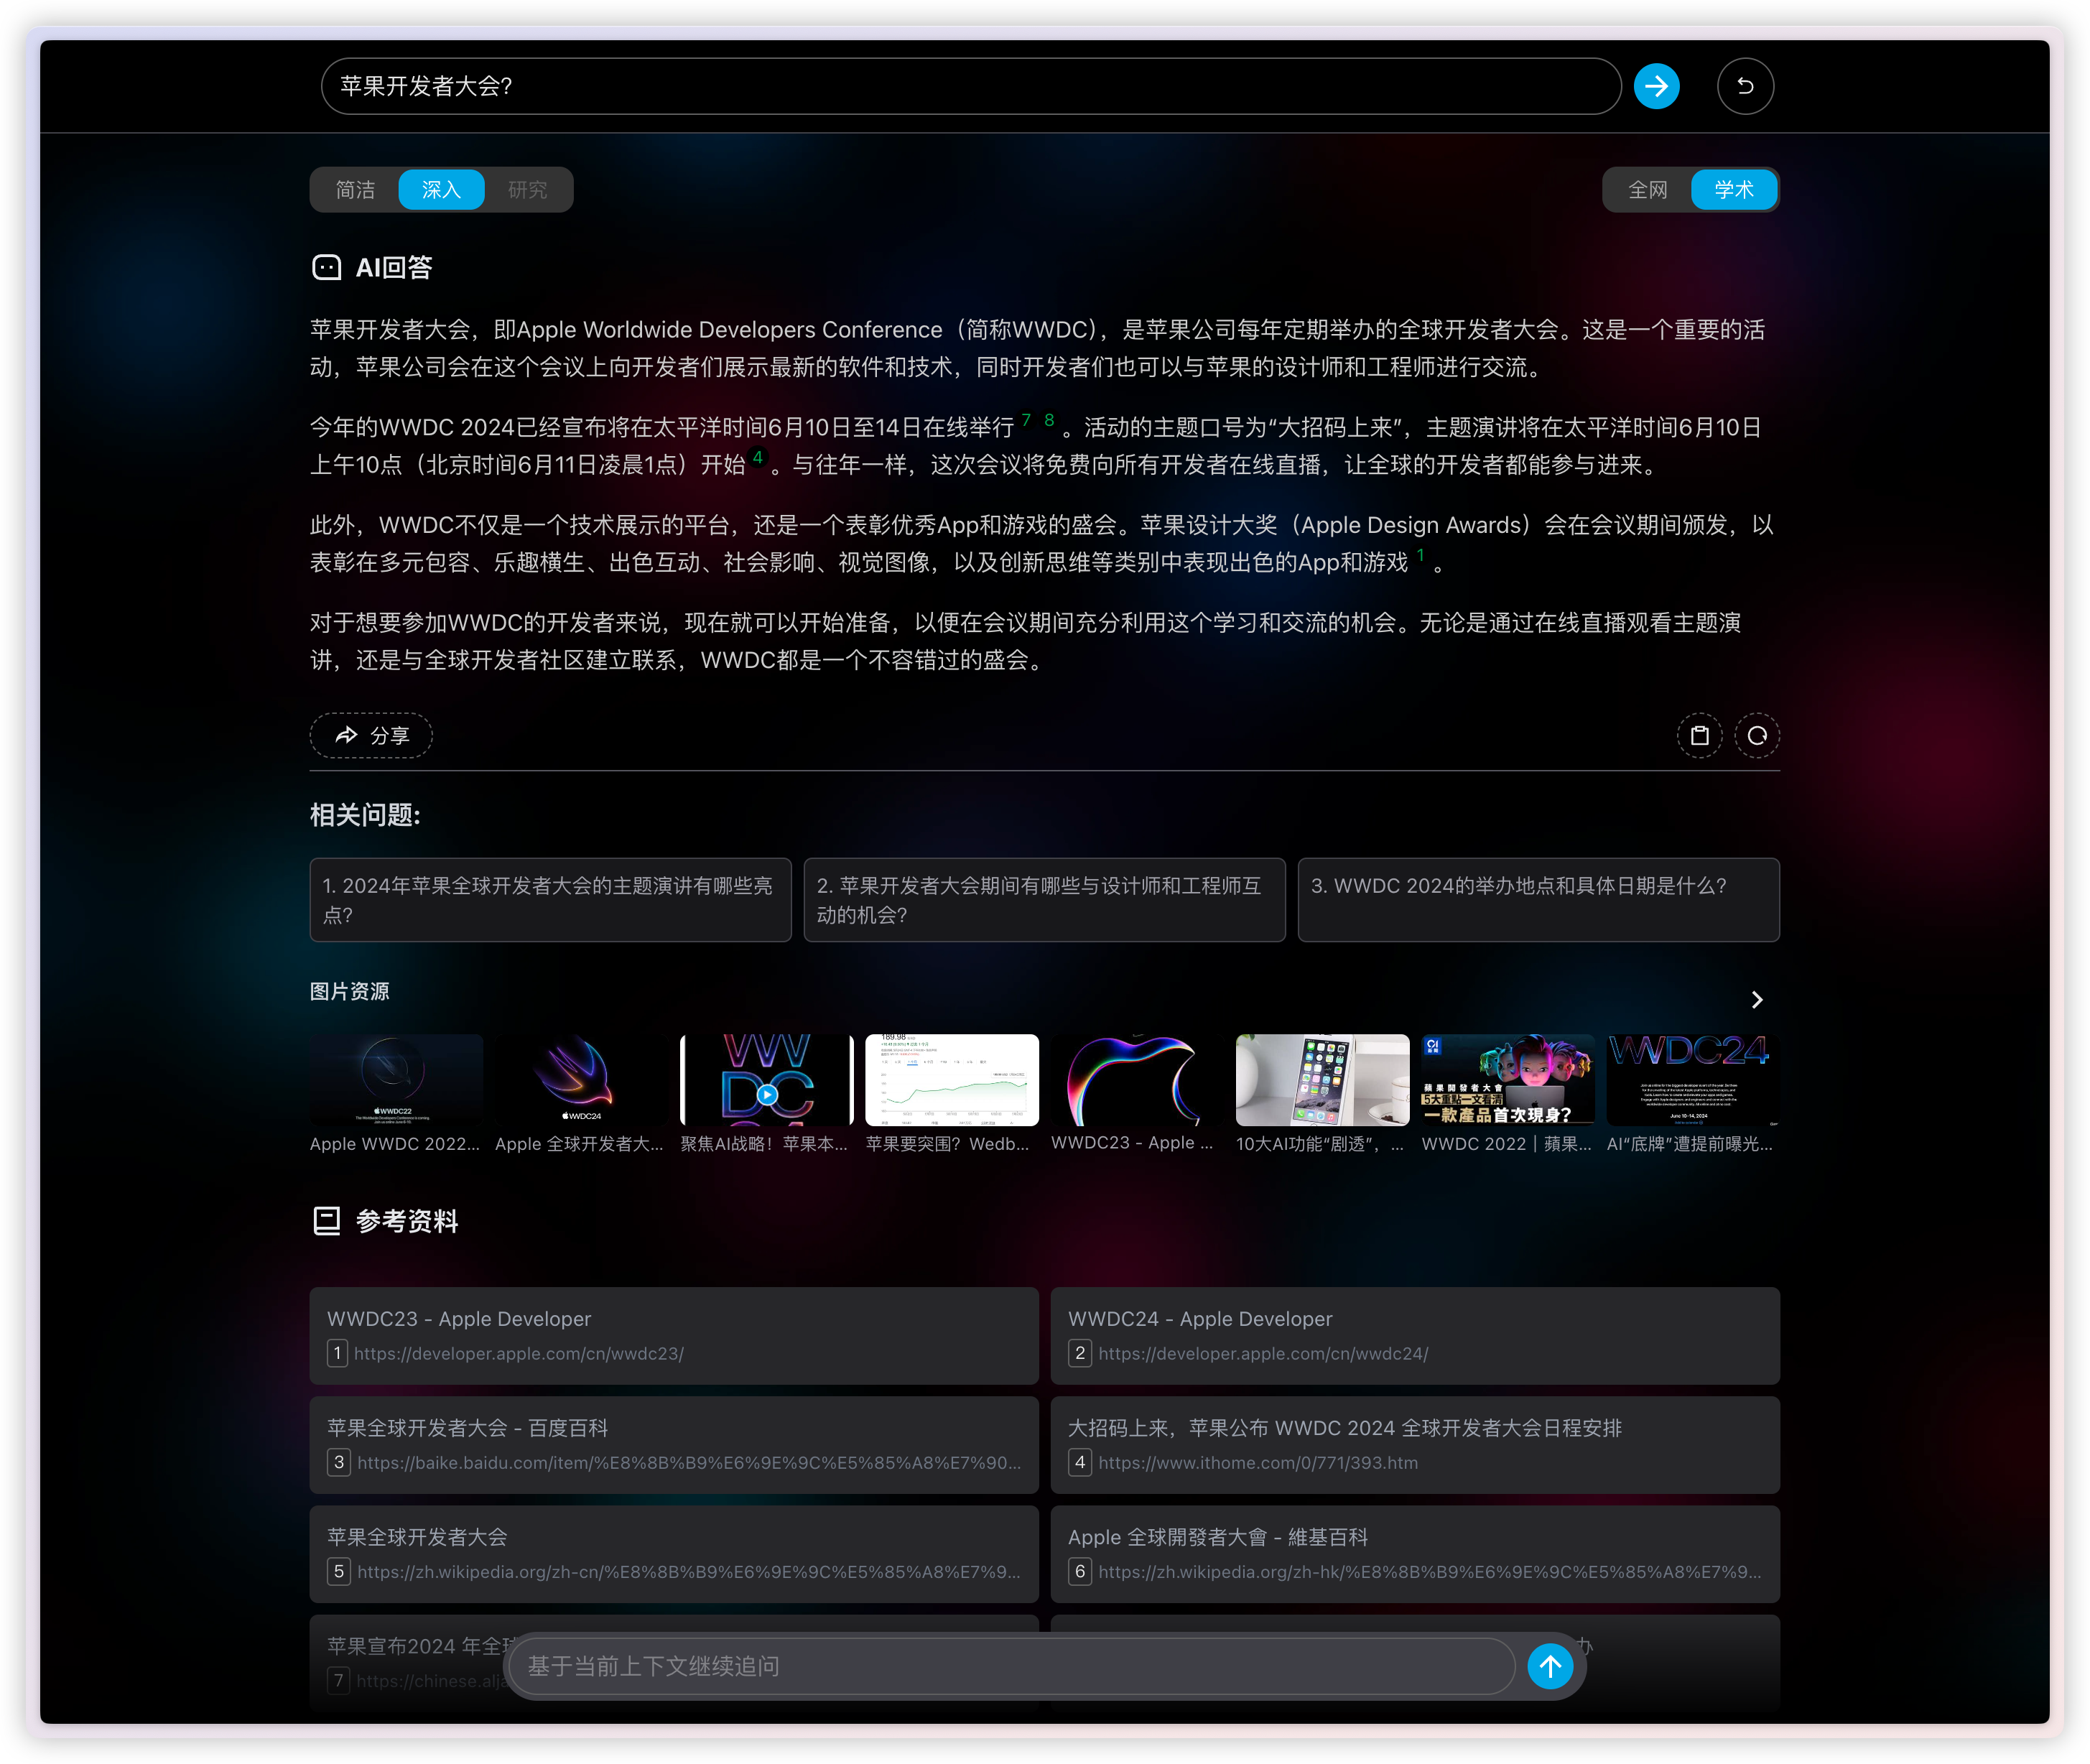 苹果开发者大会?
简洁 深入 研究
全网 学术
AI回答
苹果开发者大会，即Apple Worldwide Developers Conference（简称WWDC），是苹果公司每年定期举办的全球开发者大会。这是一个重要的活
动，苹果公司会在这个会议上向开发者们展示最新的软件和技术，同时开发者们也可以与苹果的设计师和工程师进行交流。
今年的WWDC 2024已经宣布将在太平洋时间6月10日至14日在线举行 7 8 。活动的主题口号为“大招码上来”，主题演讲将在太平洋时间6月10日
上午10点（北京时间6月11日凌晨1点）开始 4 。与往年一样，这次会议将免费向所有开发者在线直播，让全球的开发者都能参与进来。
此外，WWDC不仅是一个技术展示的平台，还是一个表彰优秀App和游戏的盛会。苹果设计大奖（Apple Design Awards）会在会议期间颁发，以
表彰在多元包容、乐趣横生、出色互动、社会影响、视觉图像，以及创新思维等类别中表现出色的App和游戏 1 。
对于想要参加WWDC的开发者来说，现在就可以开始准备，以便在会议期间充分利用这个学习和交流的机会。无论是通过在线直播观看主题演
讲，还是与全球开发者社区建立联系，WWDC都是一个不容错过的盛会。
分享
相关问题:
1. 2024年苹果全球开发者大会的主题演讲有哪些亮
点?
2. 苹果开发者大会期间有哪些与设计师和工程师互
动的机会?
3. WWDC 2024的举办地点和具体日期是什么?
图片资源
WWDC22
WWDC24
WW
DC
189.98
蘋果開發者大會
5大重點一文看清
一款產品首次現身？
WWDC24
June 10-14, 2024
Apple WWDC 2022...
Apple 全球开发者大...
聚焦AI战略！苹果本...
苹果要突围？Wedb...
WWDC23 - Apple ...
10大AI功能“剧透”，...
WWDC 2022｜蘋果...
AI“底牌”遭提前曝光...
参考资料
WWDC23 - Apple Developer
1 https://developer.apple.com/cn/wwdc23/
WWDC24 - Apple Developer
2 https://developer.apple.com/cn/wwdc24/
苹果全球开发者大会 - 百度百科
3 https://baike.baidu.com/item/%E8%8B%B9%E6%9E%9C%E5%85%A8%E7%90...
大招码上来，苹果公布 WWDC 2024 全球开发者大会日程安排
4 https://www.ithome.com/0/771/393.htm
苹果全球开发者大会
5 https://zh.wikipedia.org/zh-cn/%E8%8B%B9%E6%9E%9C%E5%85%A8%E7%9...
Apple 全球開發者大會 - 維基百科
6 https://zh.wikipedia.org/zh-hk/%E8%8B%B9%E6%9E%9C%E5%85%A8%E7%9...
苹果宣布2024 年全
7 https://chinese.alja
办
基于当前上下文继续追问